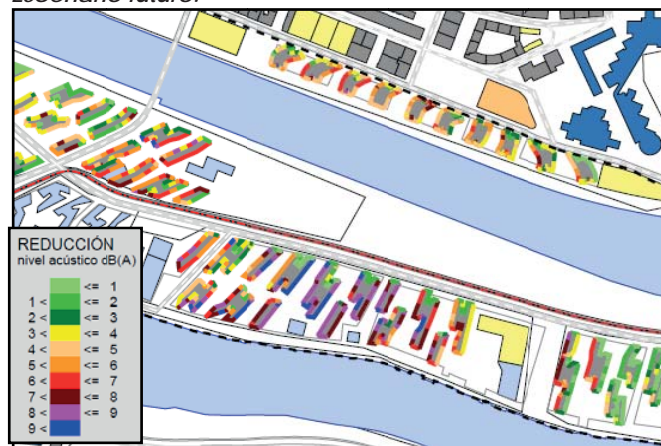 Escenario futuro.
REDUCCIÓN
nivel acústico dB(A)
<= 1
1 < <= 2
2 < <= 3
3 < <= 4
4 < <= 5
5 < <= 6
6 < <= 7
7 < <= 8
8 < <= 9
9 <